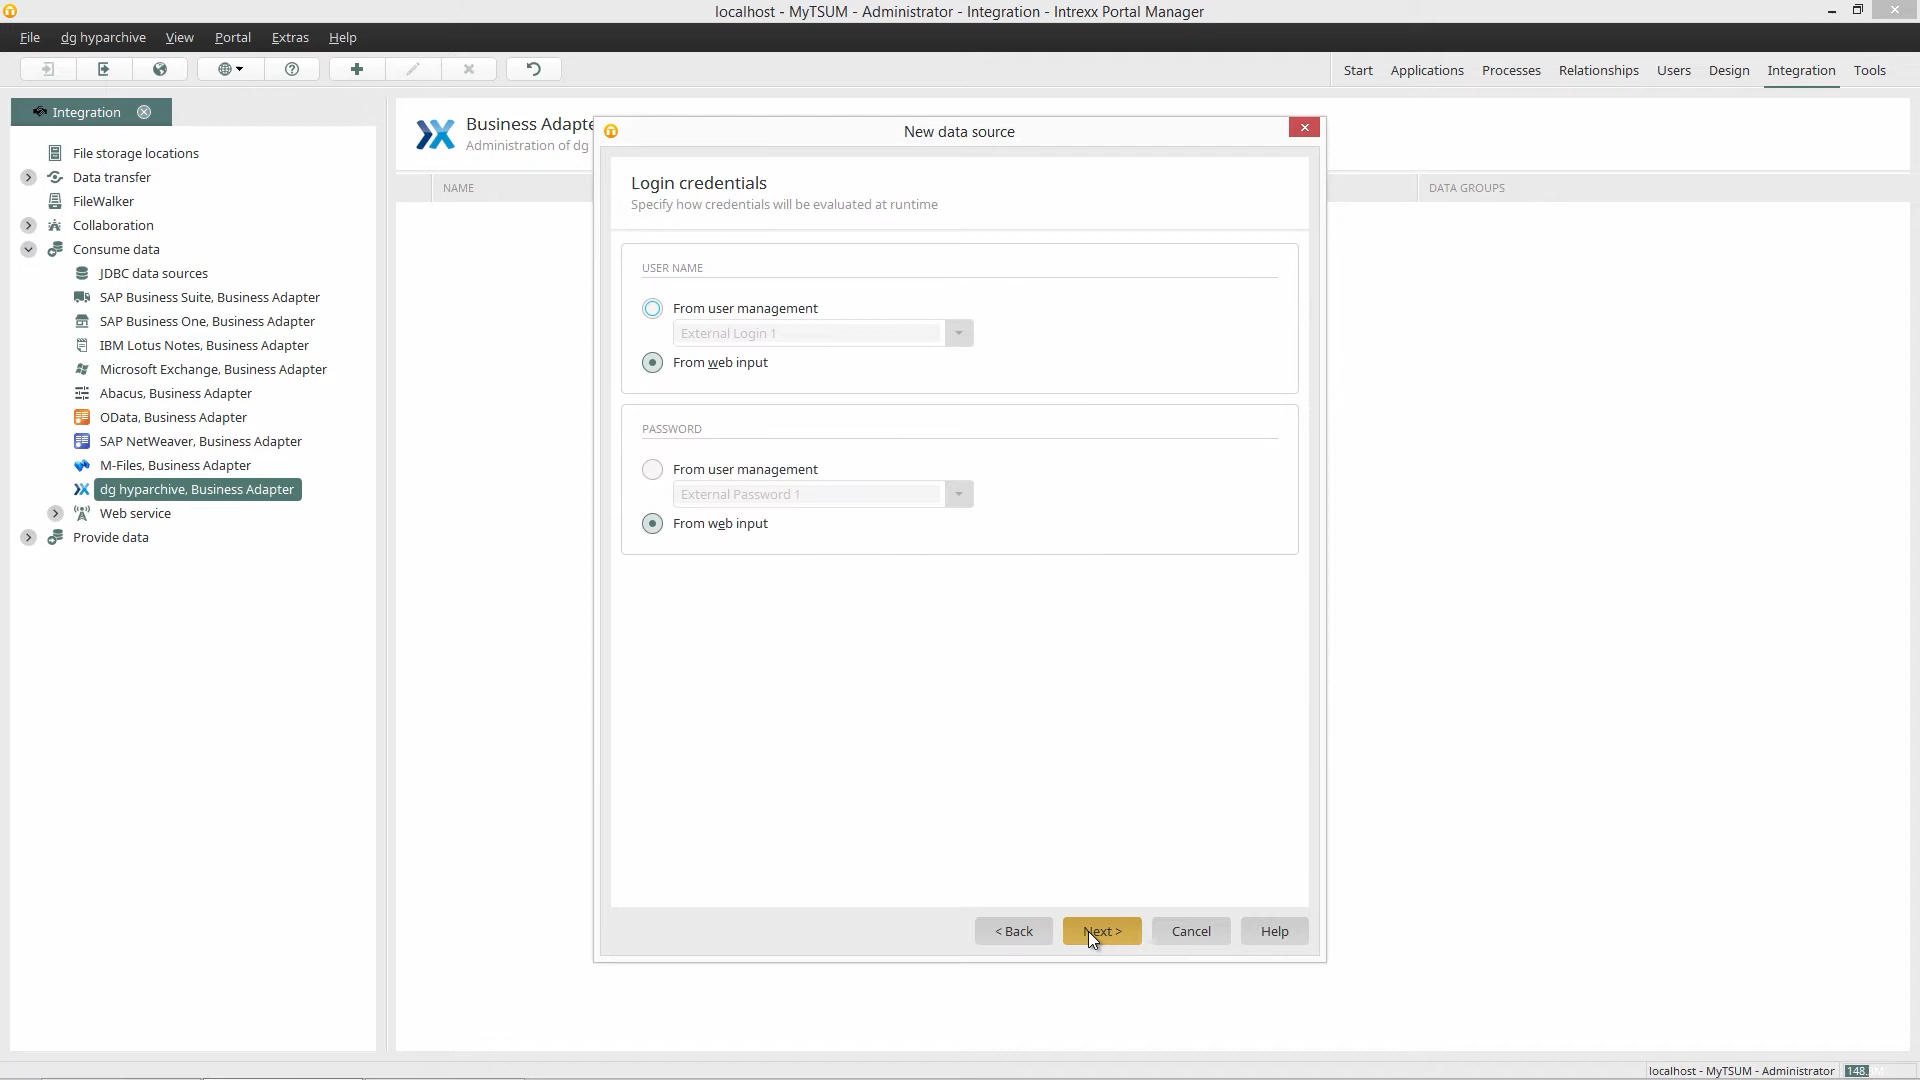 localhost - MyTSUM - Administrator - Integration - Intrexx Portal Manager
File dg hyparchive View Portal Extras Help
Start Applications Processes Relationships Users Design Integration Tools
Integration
File storage locations
Data transfer
FileWalker
Collaboration
Consume data
JDBC data sources
SAP Business Suite, Business Adapter
SAP Business One, Business Adapter
IBM Lotus Notes, Business Adapter
Microsoft Exchange, Business Adapter
Abacus, Business Adapter
OData, Business Adapter
SAP NetWeaver, Business Adapter
M-Files, Business Adapter
dg hyparchive, Business Adapter
Web service
Provide data
Business Adapte
Administration of dg
NAME
DATA GROUPS
New data source
Login credentials
Specify how credentials will be evaluated at runtime
USER NAME
From user management
External Login 1
From web input
PASSWORD
From user management
External Password 1
From web input
< Back Next > Cancel Help
localhost - MyTSUM - Administrator